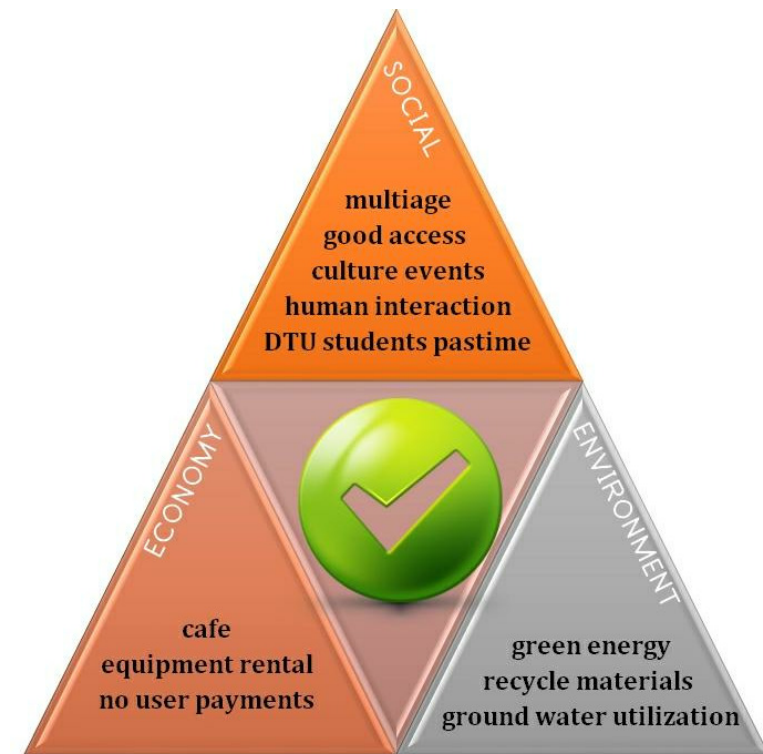 SOCIAL
multiage
good access
culture events
human interaction
DTU students pastime
ECONOMY
cafe
equipment rental
no user payments
ENVIRONMENT
green energy
recycle materials
ground water utilization